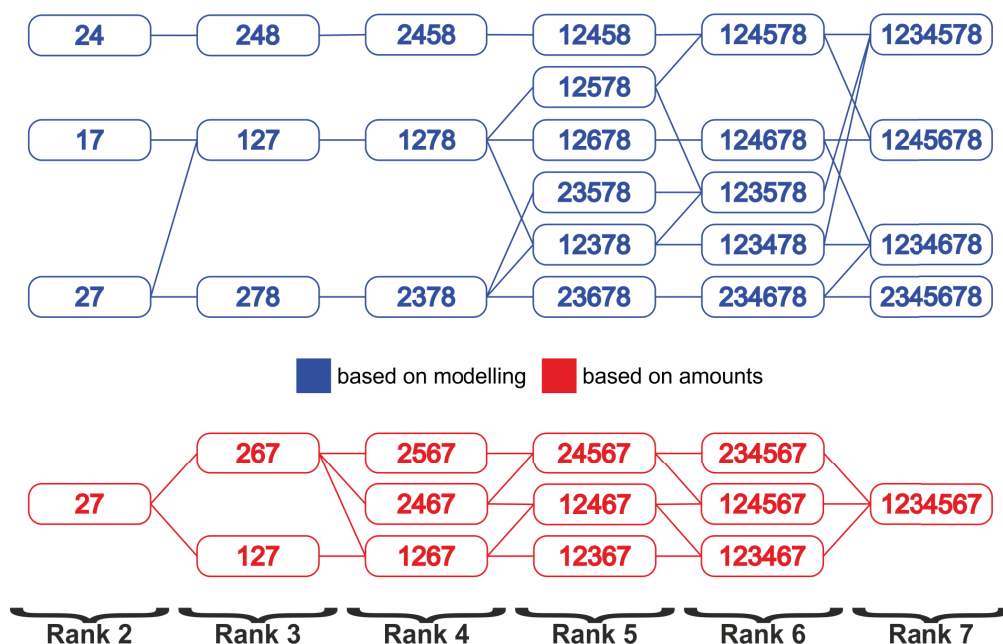 24 248 2458 12458 124578 1234578
12578
17 127 1278 12678 124678 1245678
23578 123578
12378 123478 1234678
27 278 2378 23678 234678 2345678
based on modelling based on amounts
267 2567 24567 234567
27 2467 12467 124567 1234567
127 1267 12367 123467
Rank 2 Rank 3 Rank 4 Rank 5 Rank 6 Rank 7